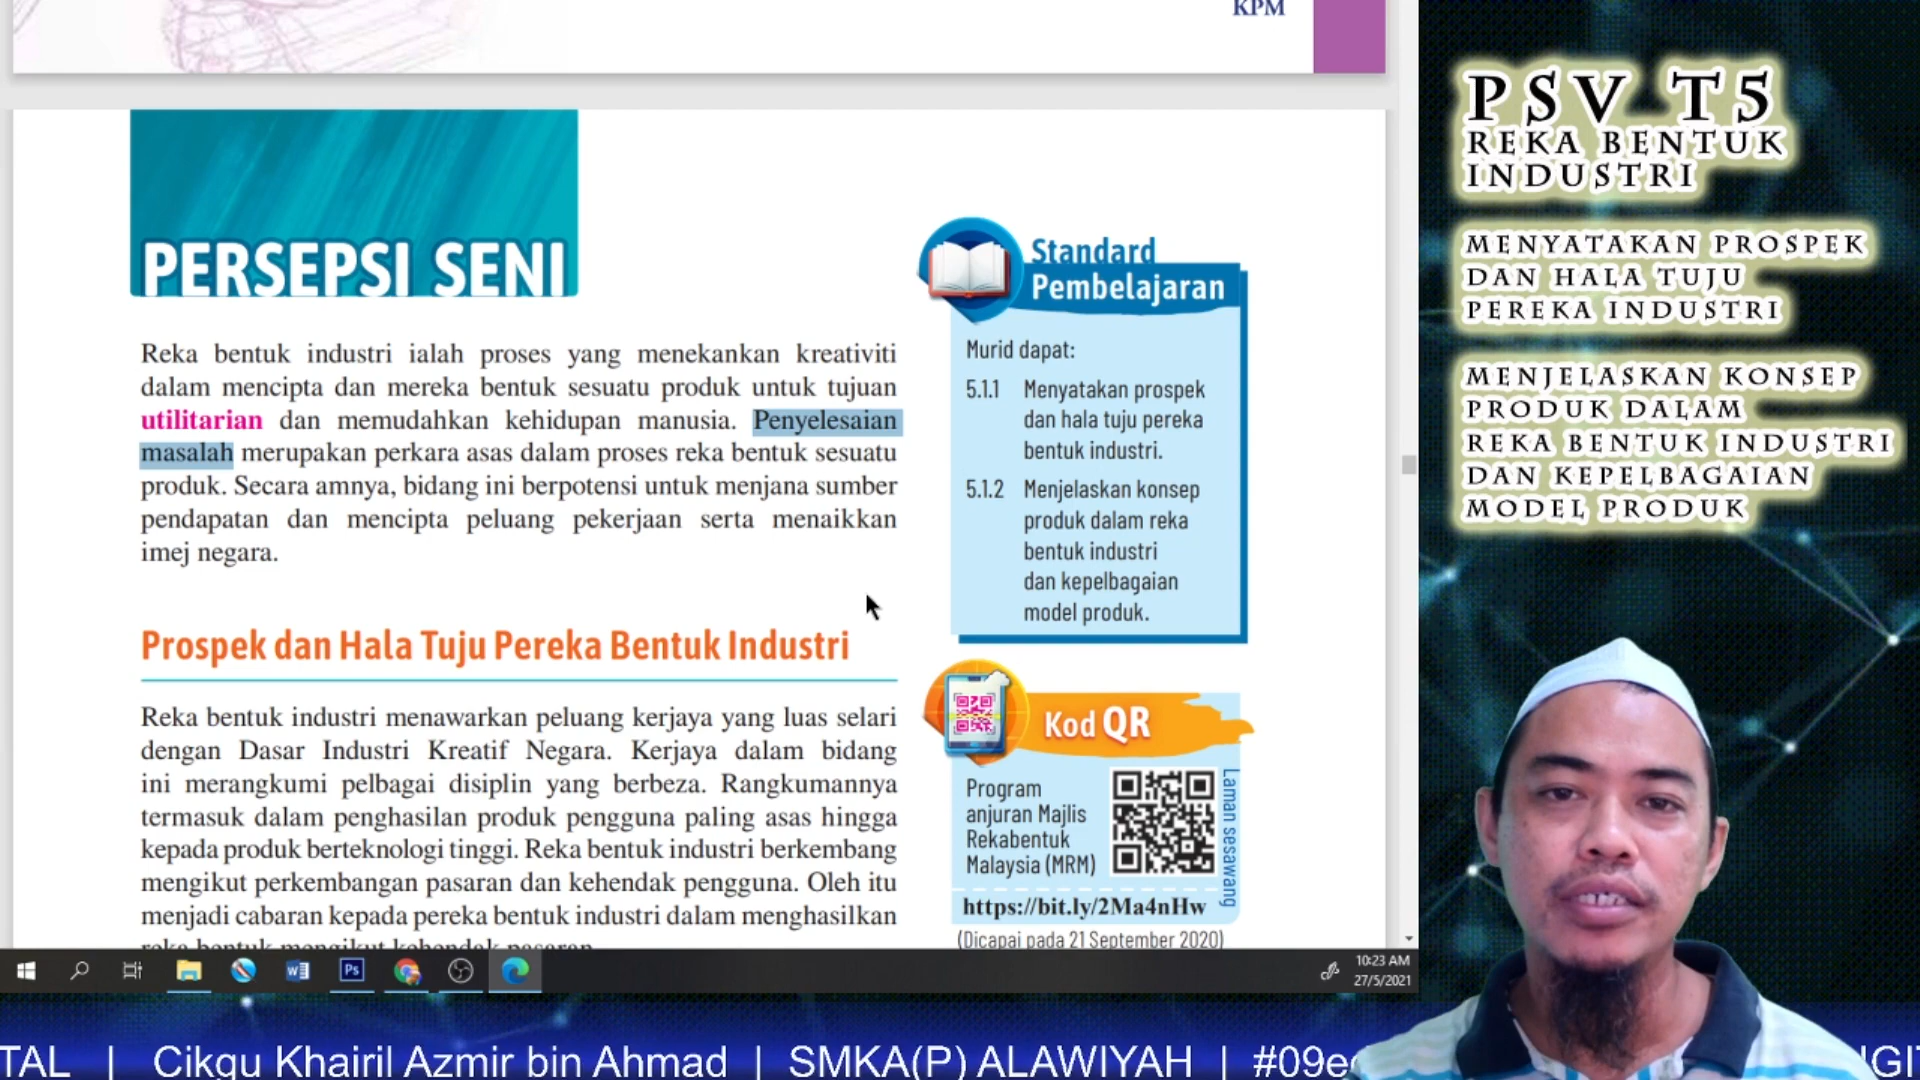 KPM
PERSEPSI SENI
Reka bentuk industri ialah proses yang menekankan kreativiti
dalam mencipta dan mereka bentuk sesuatu produk untuk tujuan
utilitarian dan memudahkan kehidupan manusia. Penyelesaian
masalah merupakan perkara asas dalam proses reka bentuk sesuatu
produk. Secara amnya, bidang ini berpotensi untuk menjana sumber
pendapatan dan mencipta peluang pekerjaan serta menaikkan
imej negara.
Prospek dan Hala Tuju Pereka Bentuk Industri
Reka bentuk industri menawarkan peluang kerjaya yang luas selari
dengan Dasar Industri Kreatif Negara. Kerjaya dalam bidang
ini merangkumi pelbagai disiplin yang berbeza. Rangkumannya
termasuk dalam penghasilan produk pengguna paling asas hingga
kepada produk berteknologi tinggi. Reka bentuk industri berkembang
mengikut perkembangan pasaran dan kehendak pengguna. Oleh itu
menjadi cabaran kepada pereka bentuk industri dalam menghasilkan
reka bentuk mengikut kehendak pasaran.
Standard
Pembelajaran
Murid dapat:
5.1.1 Menyatakan prospek
dan hala tuju pereka
bentuk industri.
5.1.2 Menjelaskan konsep
produk dalam reka
bentuk industri
dan kepelbagaian
model produk.
Kod QR
Program
anjuran Majlis
Rekabentuk
Malaysia (MRM)
Laman sesawang
https://bit.ly/2Ma4nHw
(Dicapai pada 21 September 2020)
PSV T5
REKA BENTUK
INDUSTRI
MENYATAKAN PROSPEK
DAN HALA TUJU
PEREKA INDUSTRI
MENJELASKAN KONSEP
PRODUK DALAM
REKA BENTUK INDUSTRI
DAN KEPELBAGAIAN
MODEL PRODUK
Ps
10:23 AM
27/5/2021
TAL | Cikgu Khairil Azmir bin Ahmad | SMKA(P) ALAWIYAH | #09e